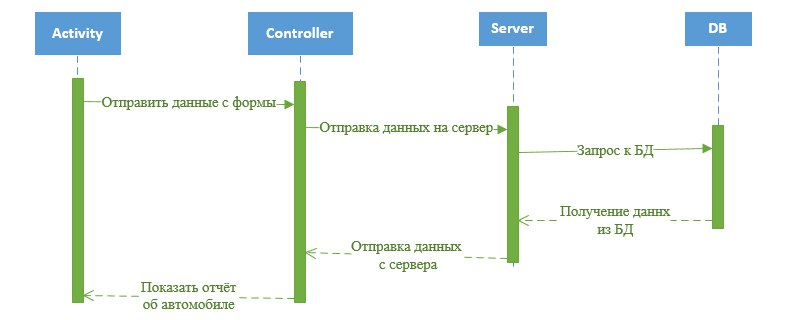 Activity
Controller
Server
DB
Отправить данные с формы
Отправка данных на сервер
Запрос к БД
Получение даннх
из БД
Отправка данных
с сервера
Показать отчёт
об автомобиле